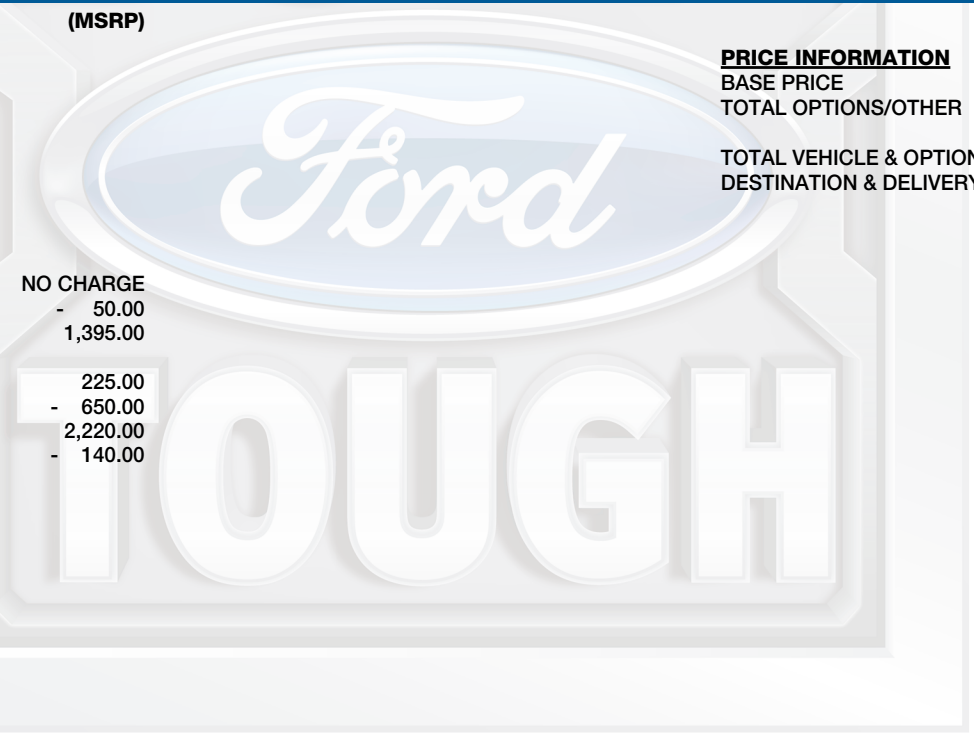 (MSRP)
PRICE INFORMATION
BASE PRICE
TOTAL OPTIONS/OTHER
TOTAL VEHICLE & OPTION
DESTINATION & DELIVERY
NO CHARGE
- 50.00
1,395.00
225.00
- 650.00
2,220.00
- 140.00
Ford
TOUGH